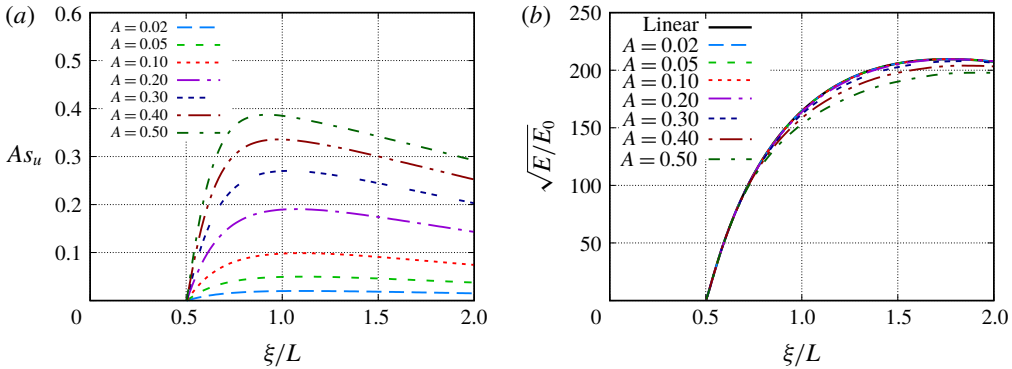 (a)
0.6
0.5
0.4
0.3
0.2
0.1
0
0.5
1.0
1.5
2.0
As_u
ξ/L
A = 0.02
A = 0.05
A = 0.10
A = 0.20
A = 0.30
A = 0.40
A = 0.50
(b)
250
200
150
100
50
0
0.5
1.0
1.5
2.0
√E/E_0
ξ/L
Linear
A = 0.02
A = 0.05
A = 0.10
A = 0.20
A = 0.30
A = 0.40
A = 0.50